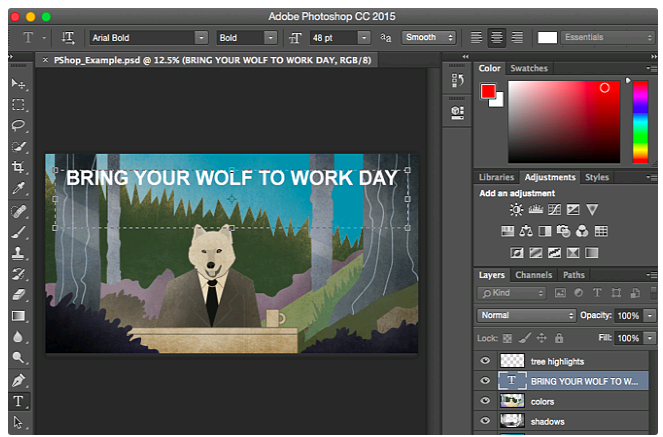 Adobe Photoshop CC 2015
T Arial Bold Bold T 48 pt aa Smooth Essentials
× PShop_Example.psd @ 12.5% (BRING YOUR WOLF TO WORK DAY, RGB/8)
Color Swatches
BRING YOUR WOLF TO WORK DAY
Libraries Adjustments Styles
Add an adjustment
Layers Channels Paths
Kind T
Normal Opacity: 100%
Lock: Fill: 100%
tree highlights
T BRING YOUR WOLF TO W...
T colors
shadows